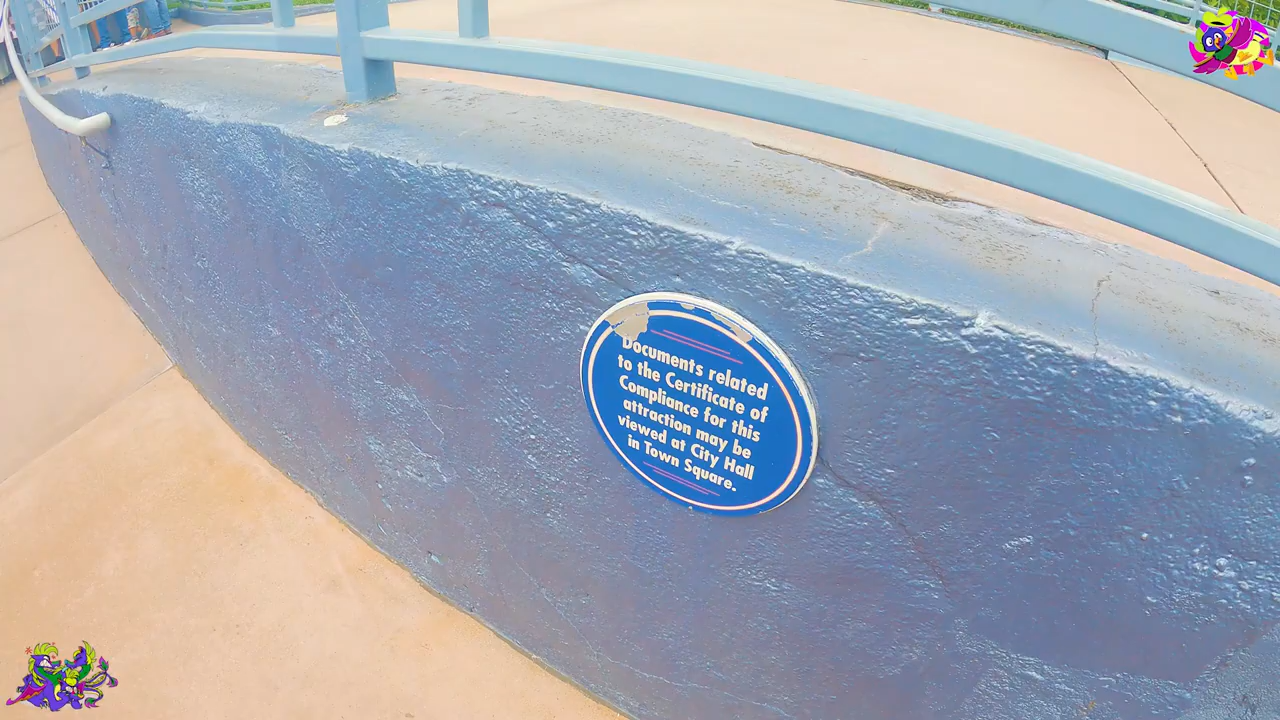 Documents related
to the Certificate of
Compliance for this
attraction may be
viewed at City Hall
in Town Square.